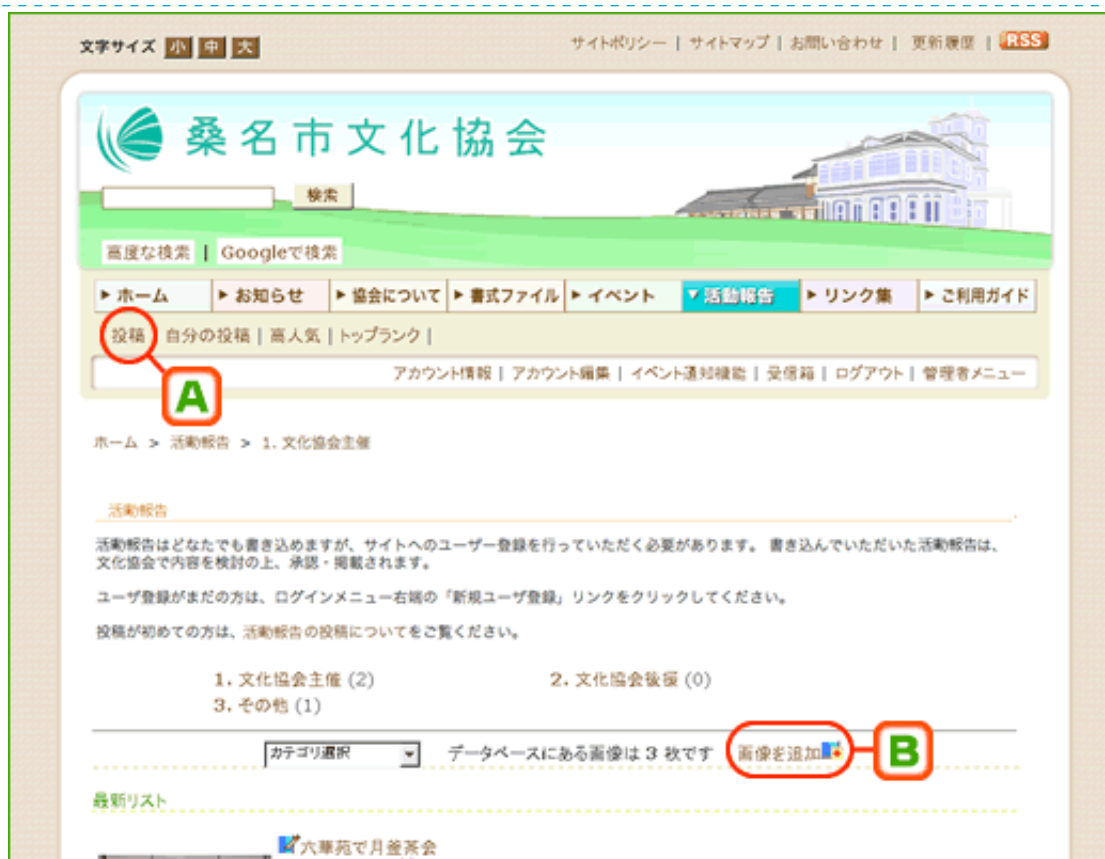 文字サイズ 小 中 大 サイトポリシー | サイトマップ | お問い合わせ | 更新履歴 | RSS
桑名市文化協会
検索
高度な検索 | Googleで検索
ホーム お知らせ 協会について 書式ファイル イベント 活動報告 リンク集 ご利用ガイド
投稿 自分の投稿 | 高人気 | トップランク |
アカウント情報 | アカウント編集 | イベント通知機能 | 受信箱 | ログアウト | 管理者メニュー
A
ホーム > 活動報告 > 1. 文化協会主催
活動報告
活動報告はどなたでも書き込めますが、サイトへのユーザー登録を行っていただく必要があります。 書き込んでいただいた活動報告は、
文化協会で内容を検討の上、承認・掲載されます。
ユーザ登録がまだの方は、ログインメニュー右端の「新規ユーザ登録」リンクをクリックしてください。
投稿が初めての方は、活動報告の投稿についてをご覧ください。
1. 文化協会主催 (2) 2. 文化協会後援 (0)
3. その他 (1)
カテゴリ選択 データベースにある画像は 3 枚です 画像を追加 B
最新リスト
六華苑で月釜茶会